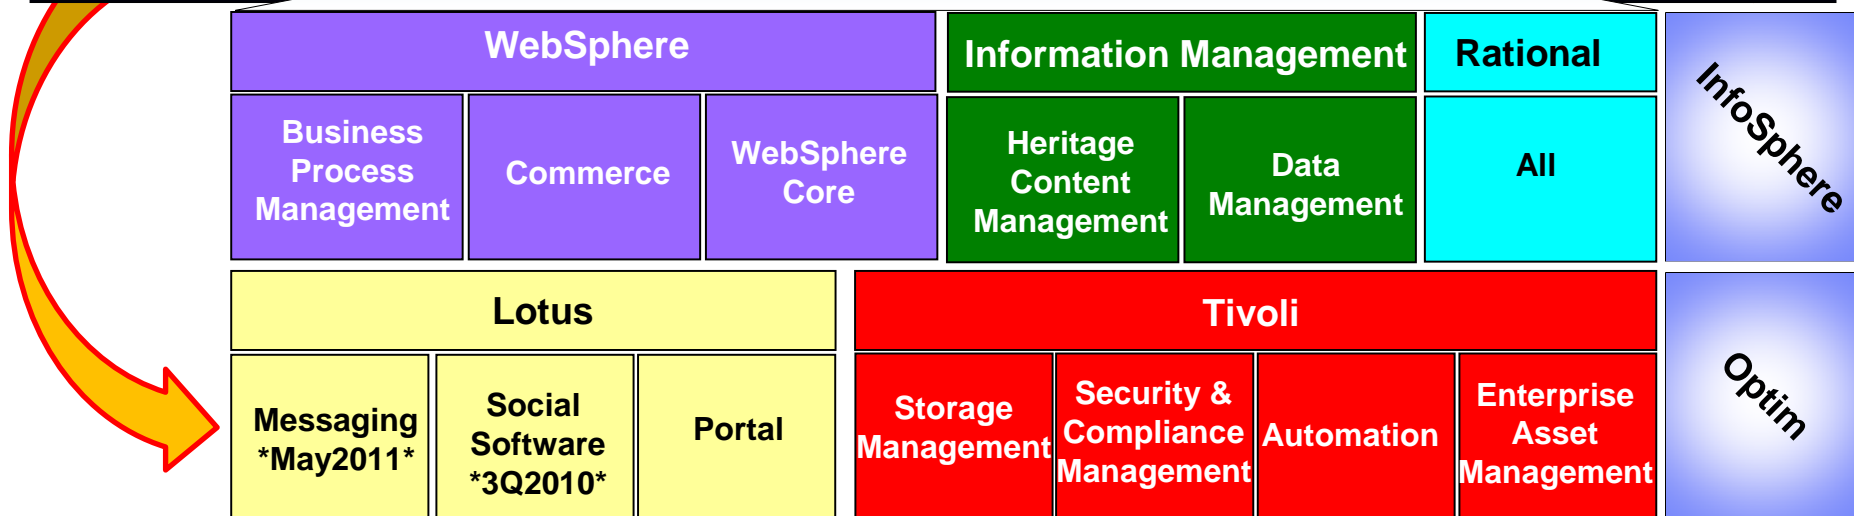 WebSphere
Information Management
Rational
InfoSphere
Business
Process
Management
Commerce
WebSphere
Core
Heritage
Content
Management
Data
Management
All
Lotus
Tivoli
Optim
Messaging
*May2011*
Social
Software
*3Q2010*
Portal
Storage
Management
Security &
Compliance
Management
Automation
Enterprise
Asset
Management